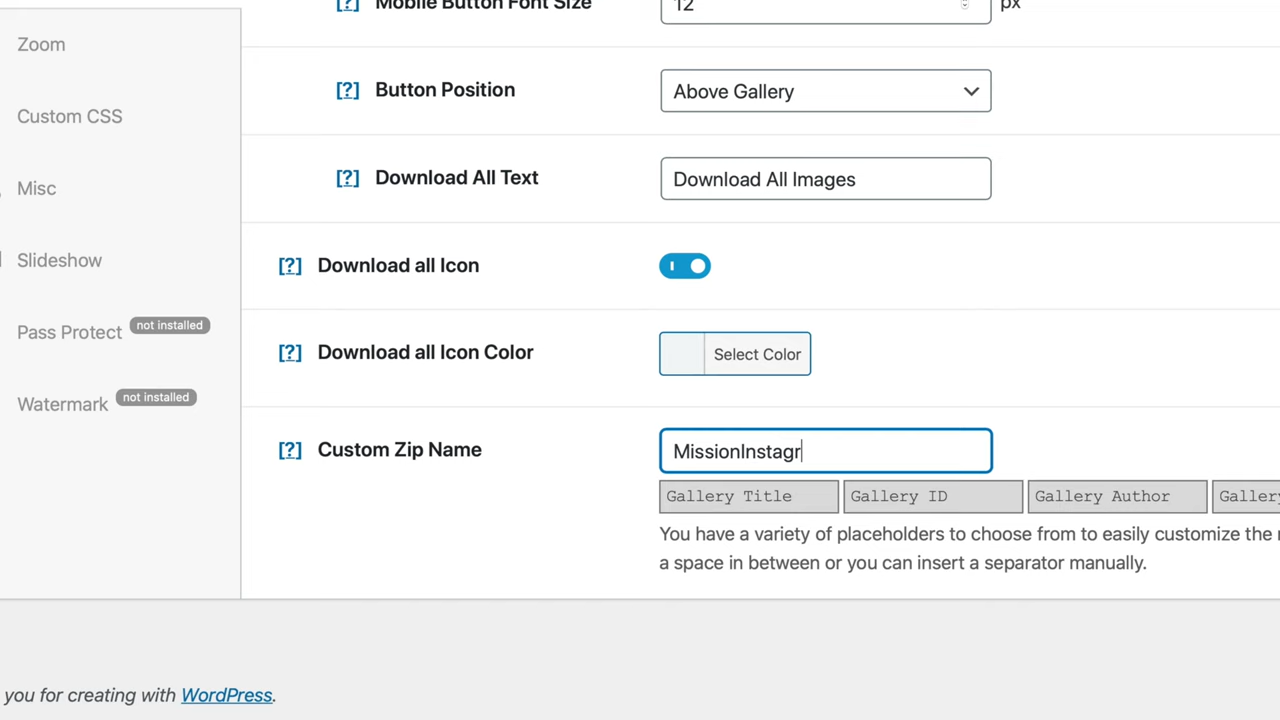 [?] Mobile Button Font Size 12 px
Zoom
[?] Button Position Above Gallery
Custom CSS
[?] Download All Text Download All Images
Misc
Slideshow
[?] Download all Icon
Pass Protect not installed
[?] Download all Icon Color Select Color
Watermark not installed
[?] Custom Zip Name MissionInstagr
Gallery Title Gallery ID Gallery Author Gallery
You have a variety of placeholders to choose from to easily customize the
a space in between or you can insert a separator manually.
you for creating with WordPress.